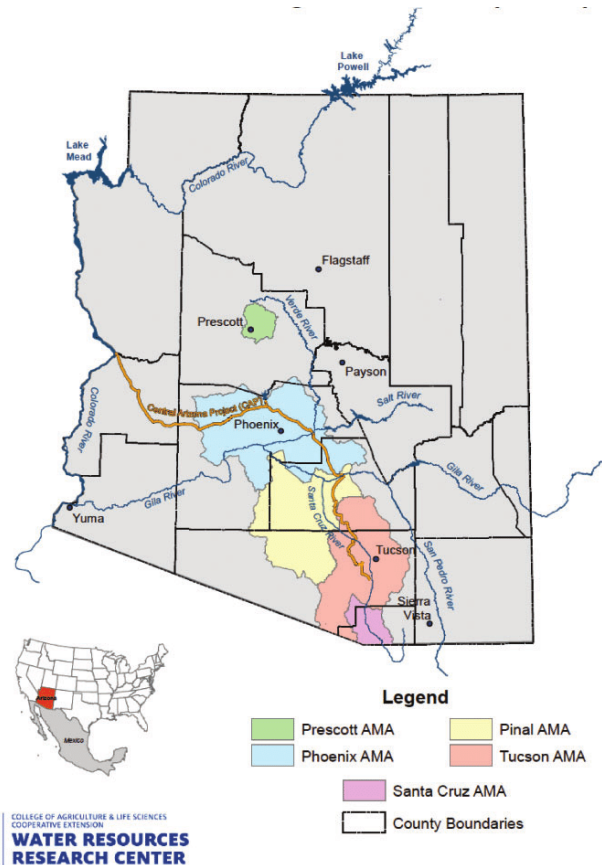 Lake
Powell
Lake
Mead
Colorado River
Flagstaff
Verde River
Prescott
Payson
Salt River
Central Arizona Project (CAP)
Phoenix
Colorado River
Gila River
Gila River
Santa Cruz River
Yuma
San Pedro River
Tucson
Sierra
Vista
Arizona
Mexico
Legend
Prescott AMA
Pinal AMA
Phoenix AMA
Tucson AMA
Santa Cruz AMA
County Boundaries
COLLEGE OF AGRICULTURE & LIFE SCIENCES
COOPERATIVE EXTENSION
WATER RESOURCES
RESEARCH CENTER